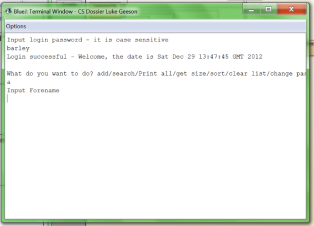 BlueJ: Terminal Window - CS Dossier Luke Geeson
Options
Input login password - it is case sensitive
barley
Login successful - Welcome, the date is Sat Dec 29 13:47:45 GMT 2012
What do you want to do? add/search/Print all/get size/sort/clear list/change pas
a
Input Forename